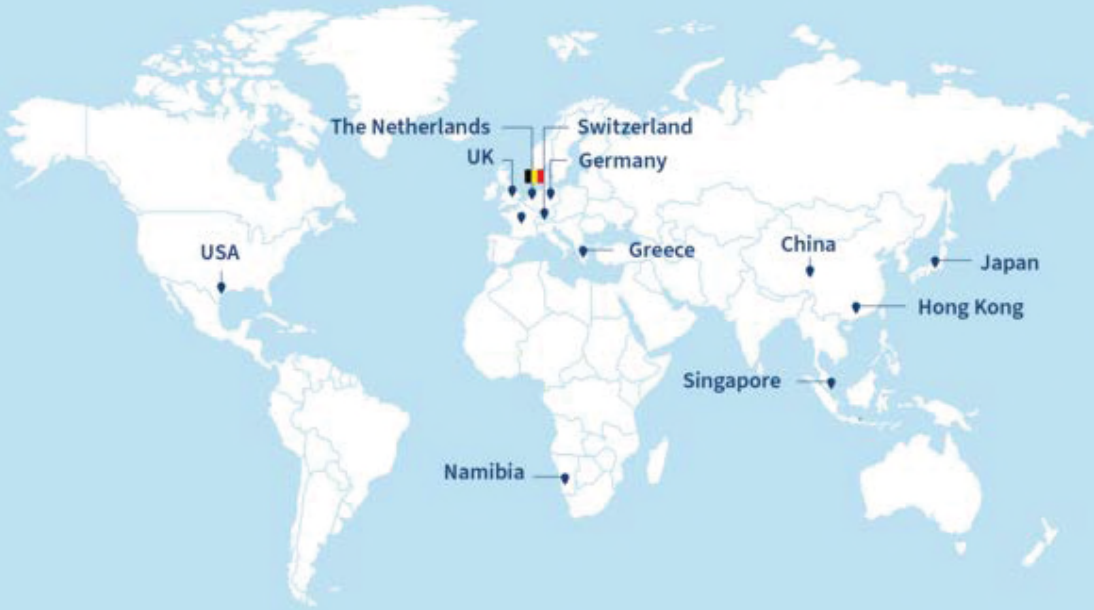 The Netherlands
Switzerland
UK
Germany
USA
Greece
China
Japan
Hong Kong
Singapore
Namibia